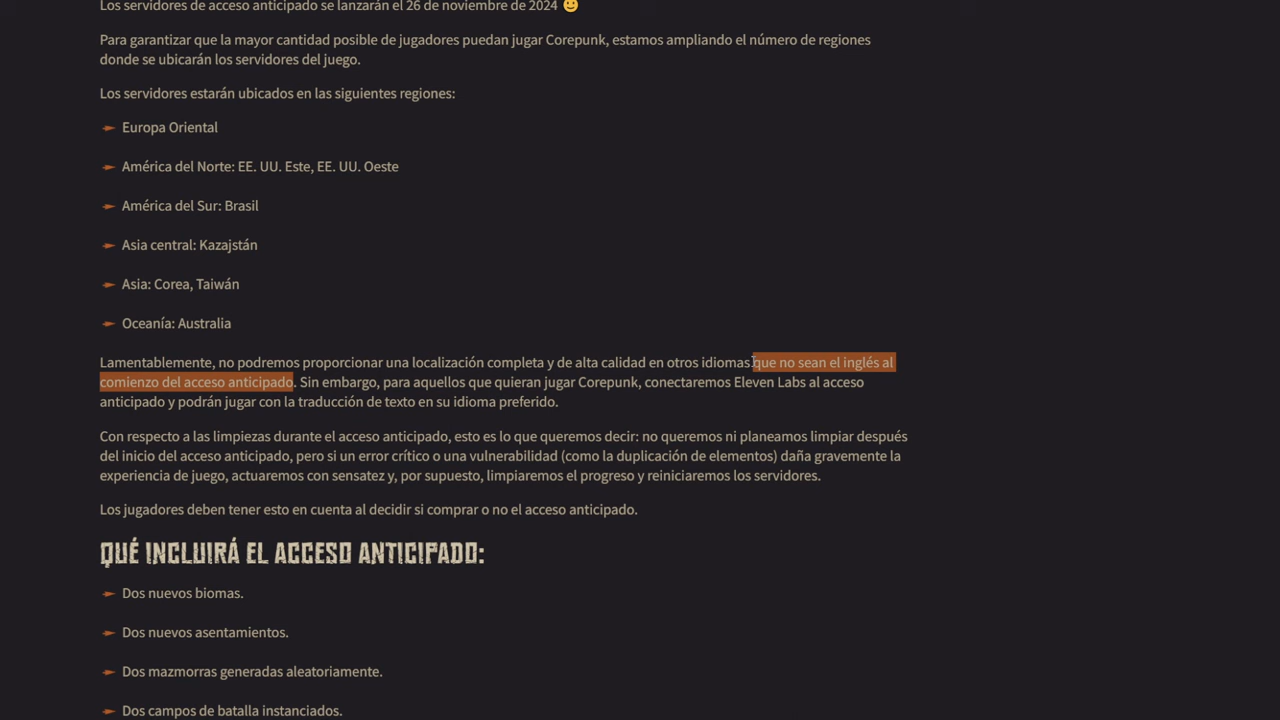 Los servidores de acceso anticipado se lanzarán el 26 de noviembre de 2024 🙂
Para garantizar que la mayor cantidad posible de jugadores puedan jugar Corepunk, estamos ampliando el número de regiones
donde se ubicarán los servidores del juego.
Los servidores estarán ubicados en las siguientes regiones:
Europa Oriental
América del Norte: EE. UU. Este, EE. UU. Oeste
América del Sur: Brasil
Asia central: Kazajstán
Asia: Corea, Taiwán
Oceanía: Australia
Lamentablemente, no podremos proporcionar una localización completa y de alta calidad en otros idiomas que no sean el inglés al
comienzo del acceso anticipado. Sin embargo, para aquellos que quieran jugar Corepunk, conectaremos Eleven Labs al acceso
anticipado y podrán jugar con la traducción de texto en su idioma preferido.
Con respecto a las limpiezas durante el acceso anticipado, esto es lo que queremos decir: no queremos ni planeamos limpiar después
del inicio del acceso anticipado, pero si un error crítico o una vulnerabilidad (como la duplicación de elementos) daña gravemente la
experiencia de juego, actuaremos con sensatez y, por supuesto, limpiaremos el progreso y reiniciaremos los servidores.
Los jugadores deben tener esto en cuenta al decidir si comprar o no el acceso anticipado.
QUÉ INCLUIRÁ EL ACCESO ANTICIPADO:
Dos nuevos biomas.
Dos nuevos asentamientos.
Dos mazmorras generadas aleatoriamente.
Dos campos de batalla instanciados.